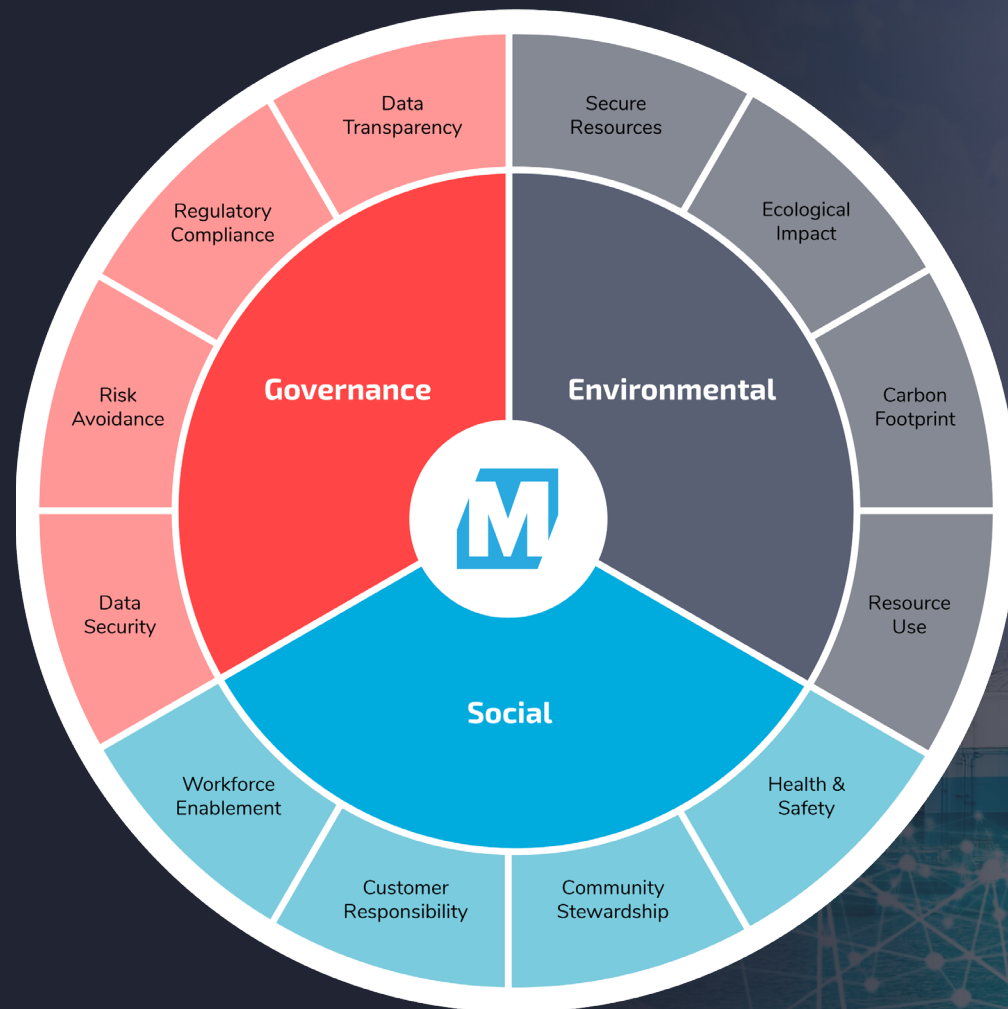 Data
Transparency
Secure
Resources
Regulatory
Compliance
Ecological
Impact
Governance
Environmental
Risk
Avoidance
Carbon
Footprint
M
Data
Security
Resource
Use
Social
Workforce
Enablement
Health &
Safety
Customer
Responsibility
Community
Stewardship